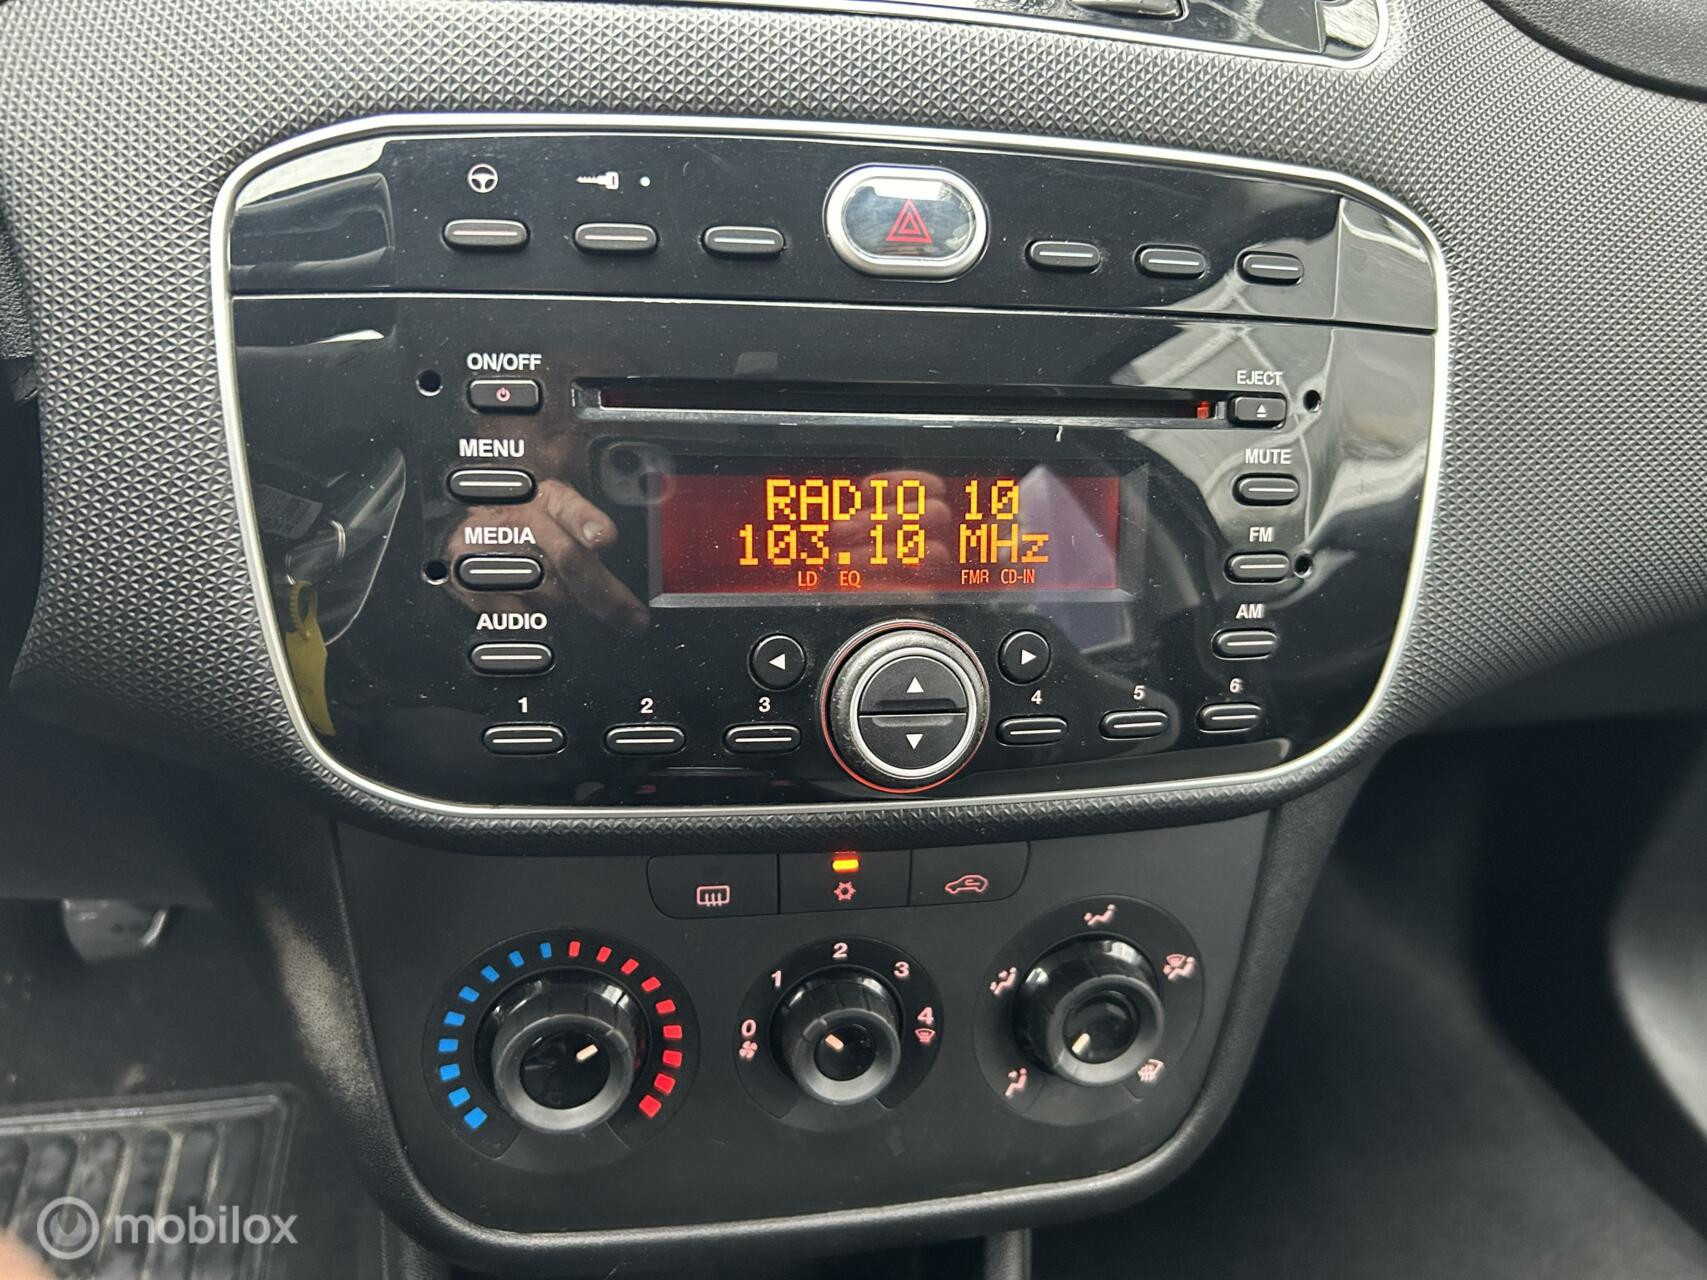 ON/OFF
EJECT
MENU
MUTE
RADIO 10
103.10 MHz
MEDIA
FM
LD EQ FMR CD-IN
AUDIO
AM
1 2 3 4 5 6
0 1 2 3 4
mobilox